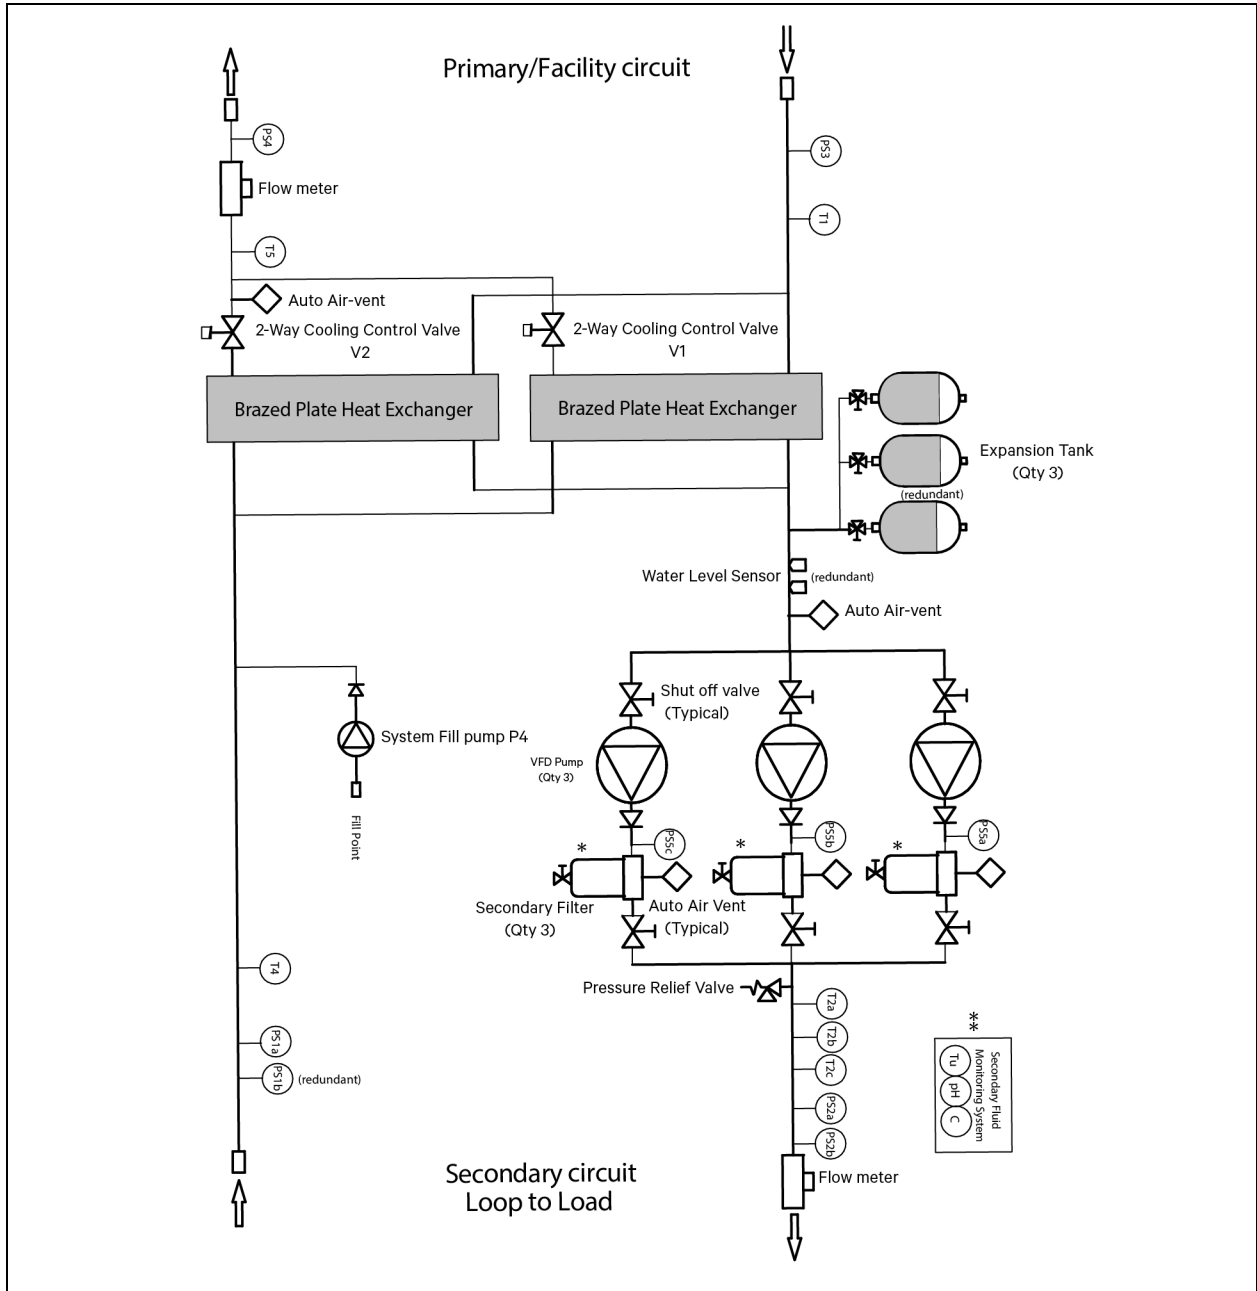 Primary/Facility circuit
PS4
PS3
Flow meter
T1
T5
Auto Air-vent
2-Way Cooling Control Valve
V2
2-Way Cooling Control Valve
V1
Brazed Plate Heat Exchanger
Brazed Plate Heat Exchanger
Expansion Tank
(Qty 3)
(redundant)
Water Level Sensor
(redundant)
Auto Air-vent
Shut off valve
(Typical)
System Fill pump P4
VFD Pump
(Qty 3)
Fill Point
PS5c
PS5b
PS5a
*
*
*
Secondary Filter
(Qty 3)
Auto Air Vent
(Typical)
T4
Pressure Relief Valve
T2a
T2b
T2c
PS1a
PS1b
(redundant)
PS2a
PS2b
**
Secondary Fluid
Monitoring System
Tu
pH
C
Flow meter
Secondary circuit
Loop to Load